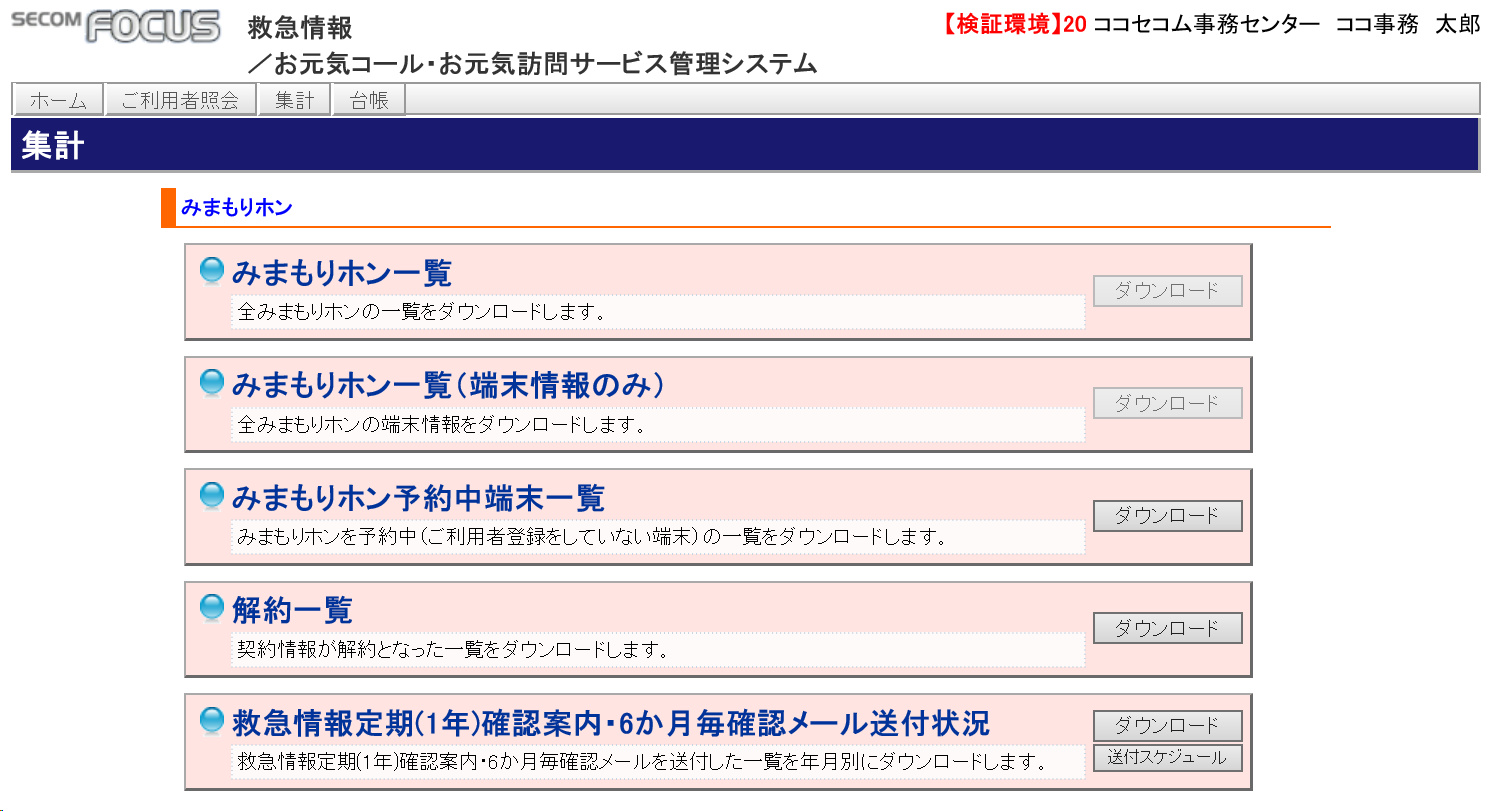 SECOM FOCUS
救急情報
／お元気コール・お元気訪問サービス管理システム
【検証環境】20 ココセコム事務センター　ココ事務　太郎
ホーム ご利用者照会 集計 台帳
集計
みまもりホン
みまもりホン一覧
全みまもりホンの一覧をダウンロードします。
ダウンロード
みまもりホン一覧（端末情報のみ）
全みまもりホンの端末情報をダウンロードします。
ダウンロード
みまもりホン予約中端末一覧
みまもりホンを予約中（ご利用者登録をしていない端末）の一覧をダウンロードします。
ダウンロード
解約一覧
契約情報が解約となった一覧をダウンロードします。
ダウンロード
救急情報定期(1年)確認案内・6か月毎確認メール送付状況
救急情報定期(1年)確認案内・6か月毎確認メールを送付した一覧を年月別にダウンロードします。
ダウンロード
送付スケジュール